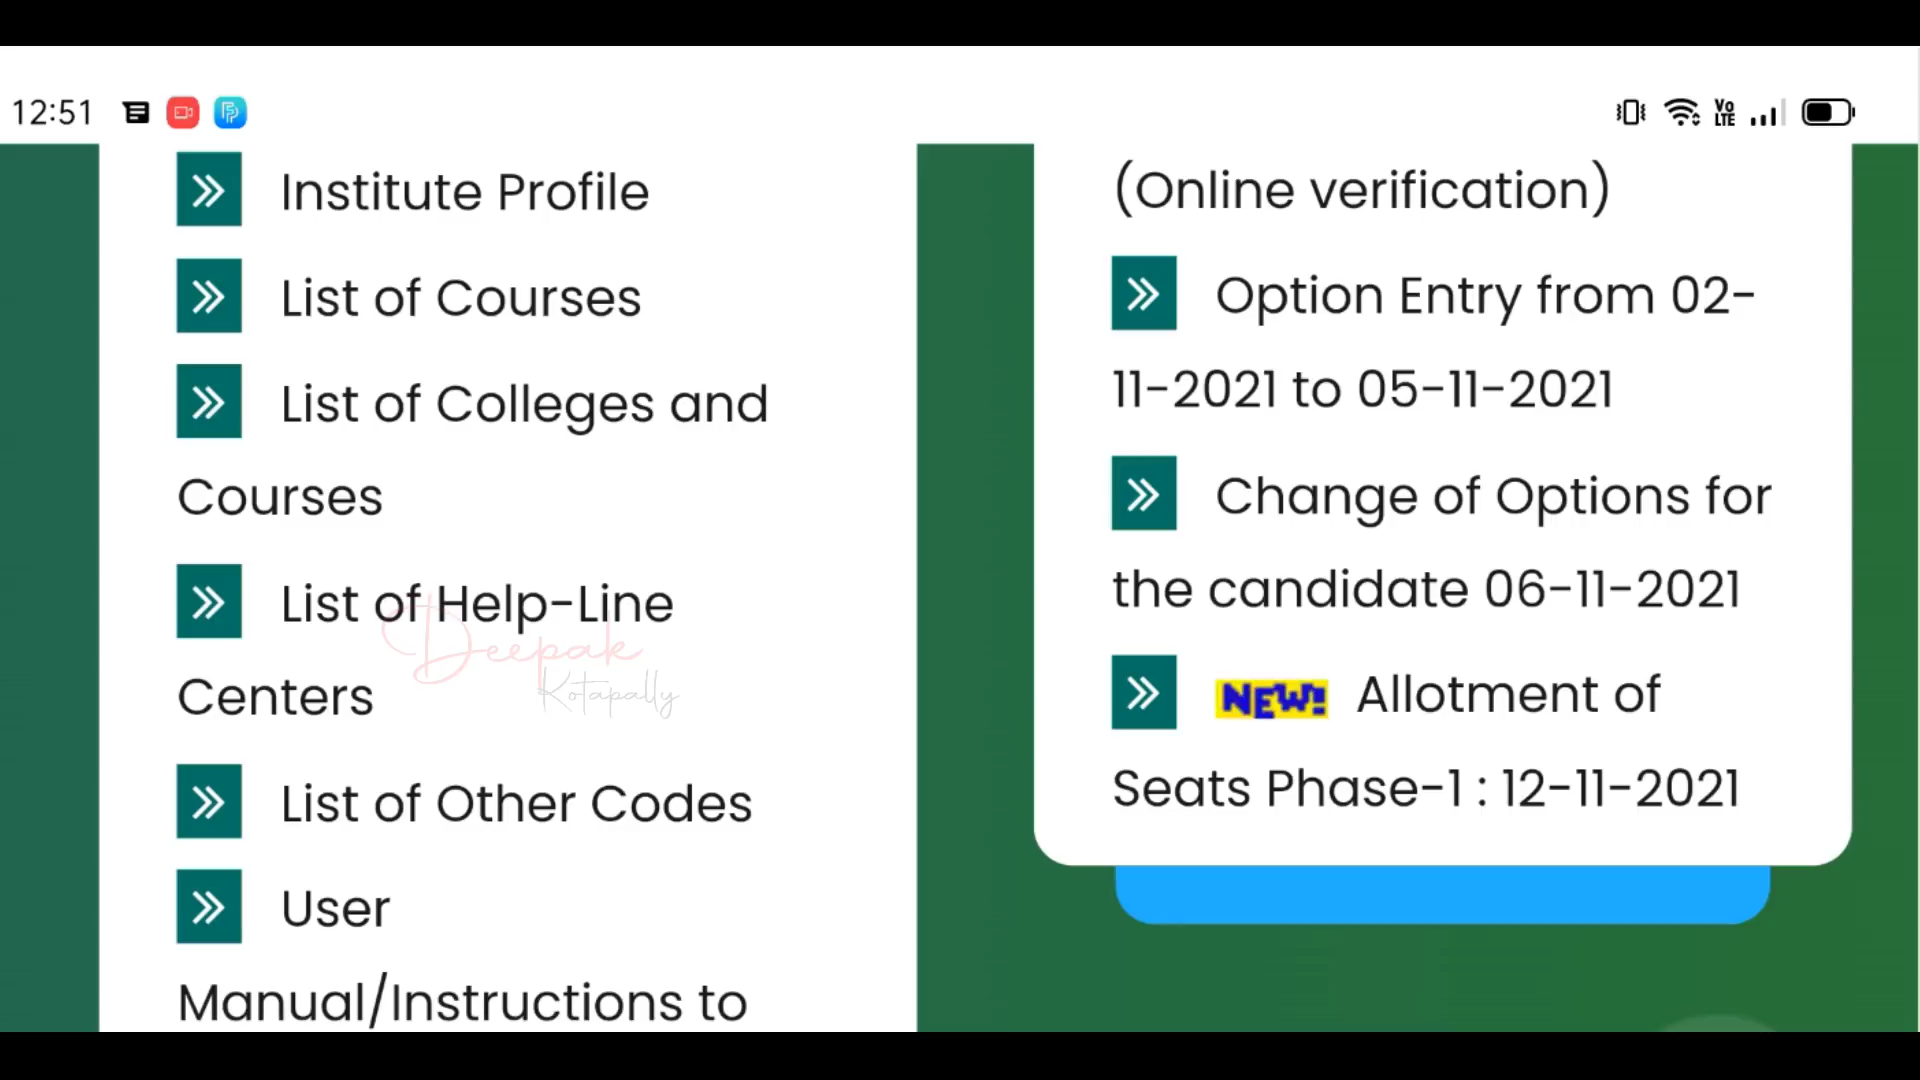 12:51
VoLTE
Institute Profile
List of Courses
List of Colleges and
Courses
List of Help-Line
Centers
List of Other Codes
User
Manual/Instructions to
Deepak
Kotapally
(Online verification)
Option Entry from 02-
11-2021 to 05-11-2021
Change of Options for
the candidate 06-11-2021
NEW! Allotment of
Seats Phase-1 : 12-11-2021